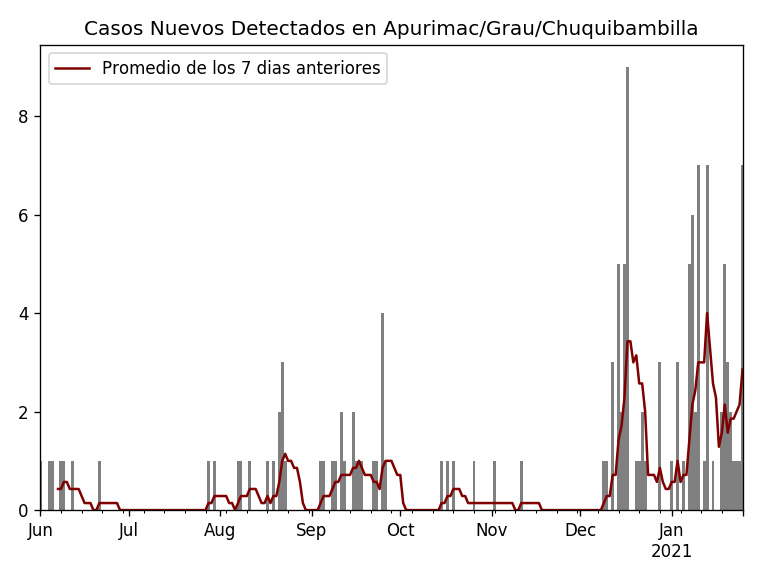 Casos Nuevos Detectados en Apurimac/Grau/Chuquibambilla
Promedio de los 7 dias anteriores
8
6
4
2
0
Jun Jul Aug Sep Oct Nov Dec Jan
2021